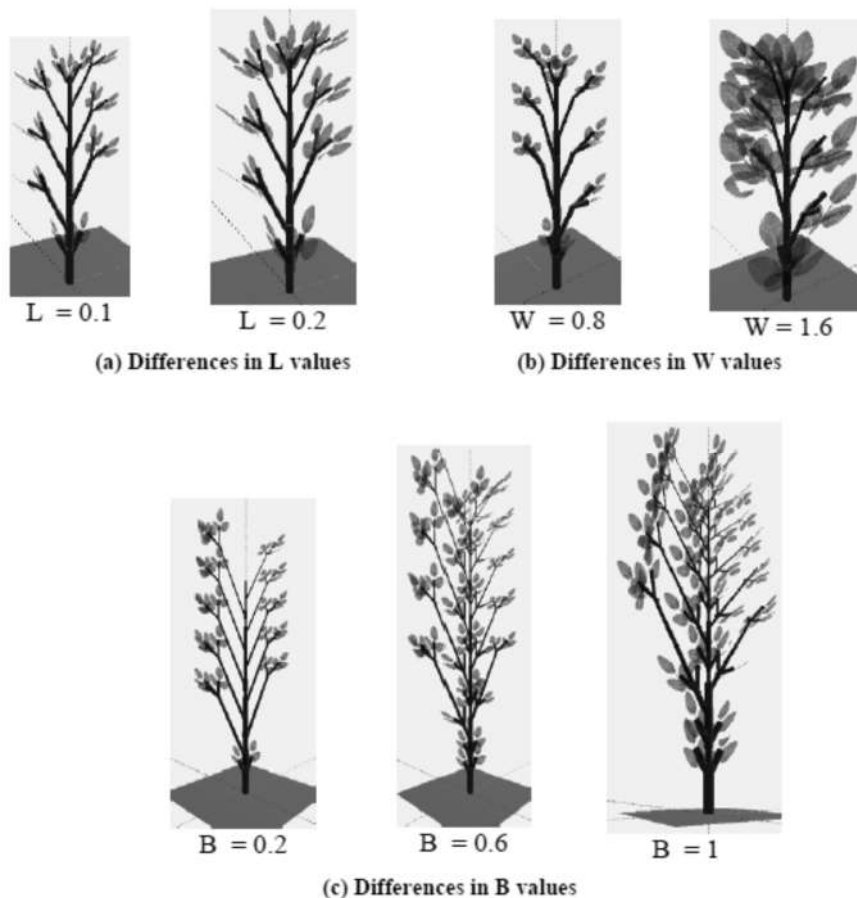 L = 0.1
L = 0.2
W = 0.8
W = 1.6
(a) Differences in L values
(b) Differences in W values
B = 0.2
B = 0.6
B = 1
(c) Differences in B values